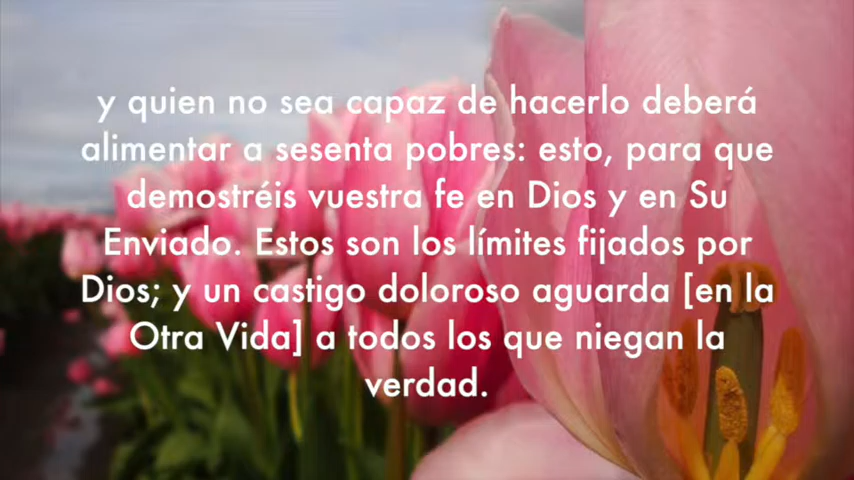 y quien no sea capaz de hacerlo deberá
alimentar a sesenta pobres: esto, para que
demostréis vuestra fe en Dios y en Su
Enviado. Estos son los límites fijados por
Dios; y un castigo doloroso aguarda [en la
Otra Vida] a todos los que niegan la
verdad.